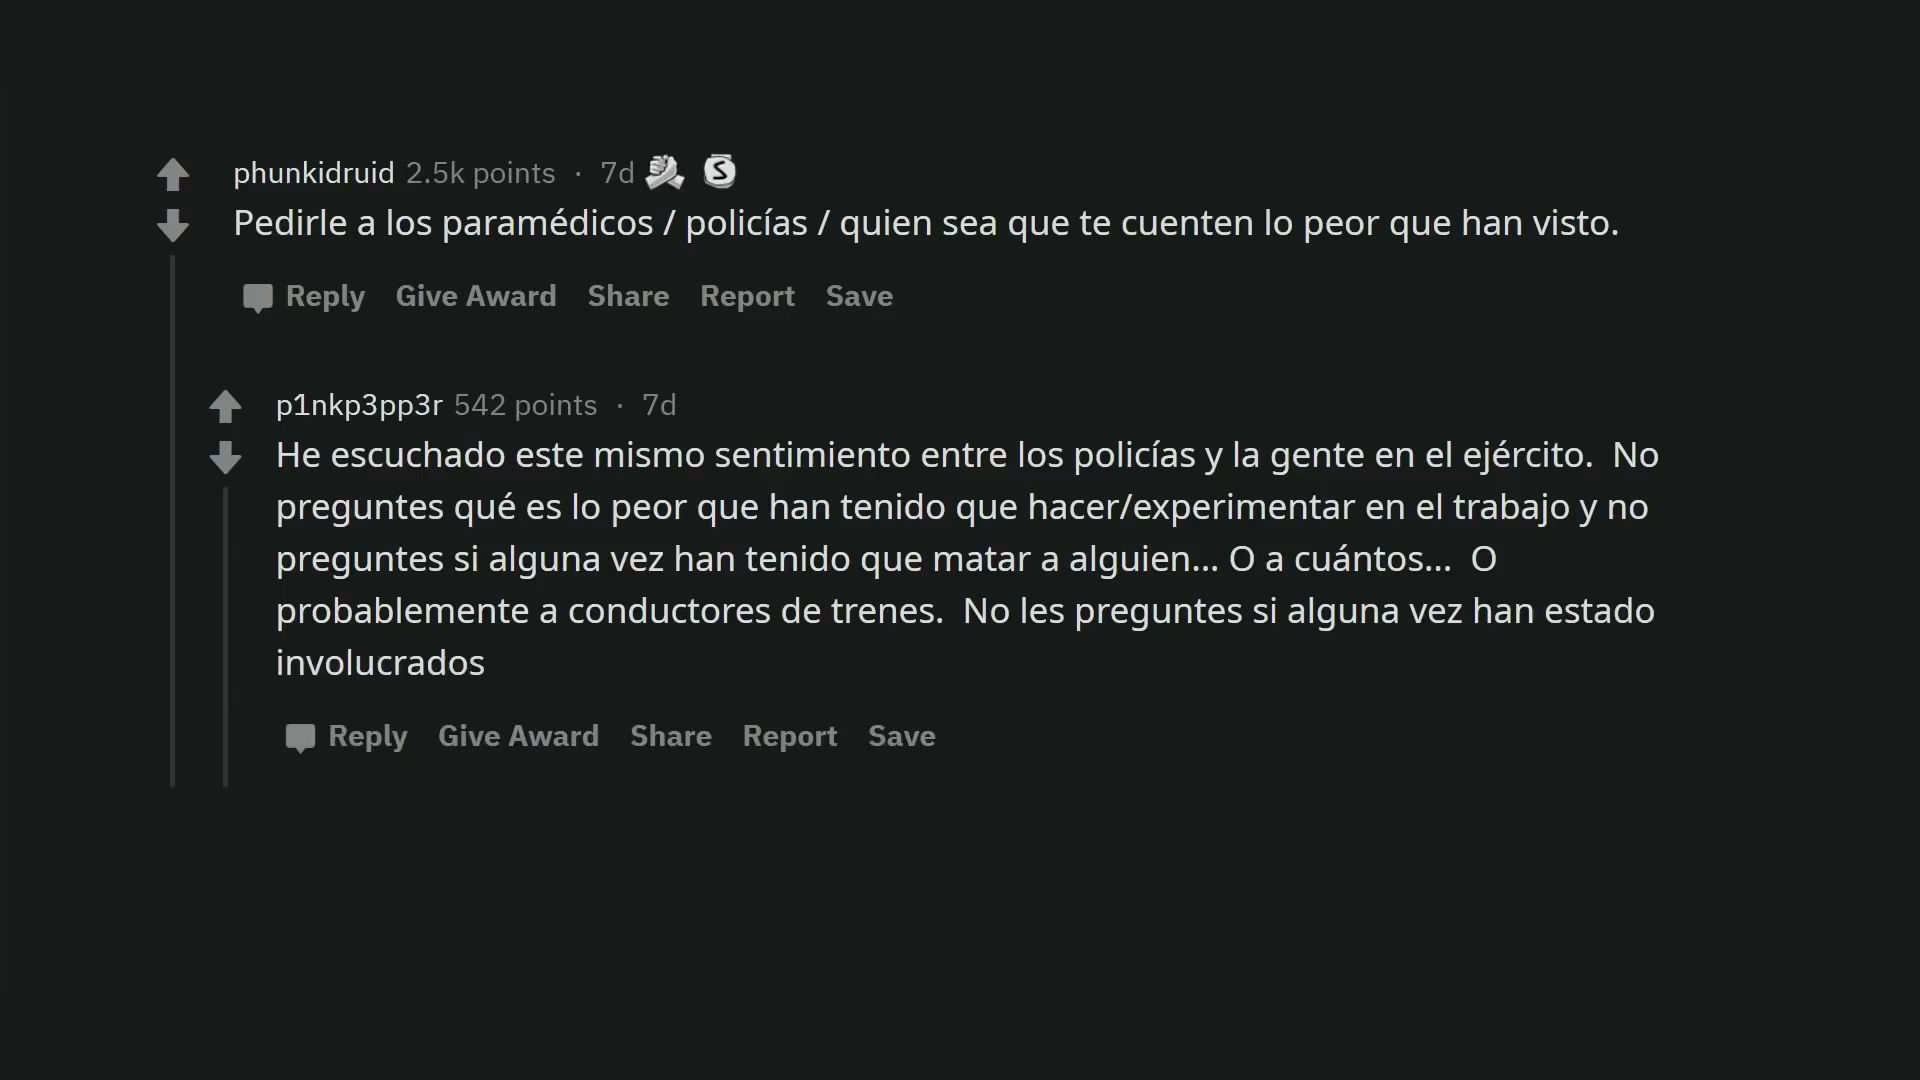 phunkidruid 2.5k points · 7d
Pedirle a los paramédicos / policías / quien sea que te cuenten lo peor que han visto.
Reply Give Award Share Report Save
p1nkp3pp3r 542 points · 7d
He escuchado este mismo sentimiento entre los policías y la gente en el ejército.  No
preguntes qué es lo peor que han tenido que hacer/experimentar en el trabajo y no
preguntes si alguna vez han tenido que matar a alguien... O a cuántos...  O
probablemente a conductores de trenes.  No les preguntes si alguna vez han estado
involucrados
Reply Give Award Share Report Save